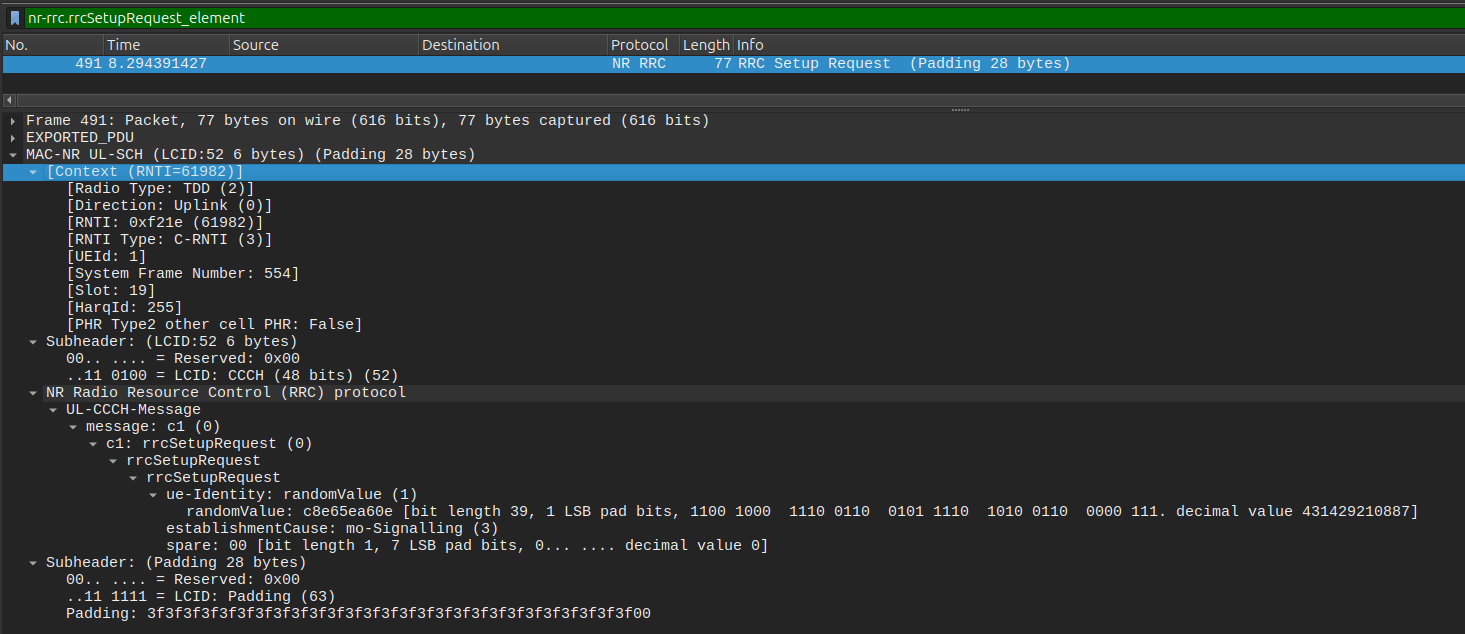 nr-rrc.rrcSetupRequest_element
No. Time Source Destination Protocol Length Info
491 8.294391427 NR RRC 77 RRC Setup Request (Padding 28 bytes)
Frame 491: Packet, 77 bytes on wire (616 bits), 77 bytes captured (616 bits)
EXPORTED_PDU
MAC-NR UL-SCH (LCID:52 6 bytes) (Padding 28 bytes)
[Context (RNTI=61982)]
[Radio Type: TDD (2)]
[Direction: Uplink (0)]
[RNTI: 0xf21e (61982)]
[RNTI Type: C-RNTI (3)]
[UEId: 1]
[System Frame Number: 554]
[Slot: 19]
[HarqId: 255]
[PHR Type2 other cell PHR: False]
Subheader: (LCID:52 6 bytes)
00.. .... = Reserved: 0x00
..11 0100 = LCID: CCCH (48 bits) (52)
NR Radio Resource Control (RRC) protocol
UL-CCCH-Message
message: c1 (0)
c1: rrcSetupRequest (0)
rrcSetupRequest
rrcSetupRequest
ue-Identity: randomValue (1)
randomValue: c8e65ea60e [bit length 39, 1 LSB pad bits, 1100 1000 1110 0110 0101 1110 1010 0110 0000 111. decimal value 431429210887]
establishmentCause: mo-Signalling (3)
spare: 00 [bit length 1, 7 LSB pad bits, 0... .... decimal value 0]
Subheader: (Padding 28 bytes)
00.. .... = Reserved: 0x00
..11 1111 = LCID: Padding (63)
Padding: 3f3f3f3f3f3f3f3f3f3f3f3f3f3f3f3f3f3f3f3f3f3f3f3f3f3f3f00